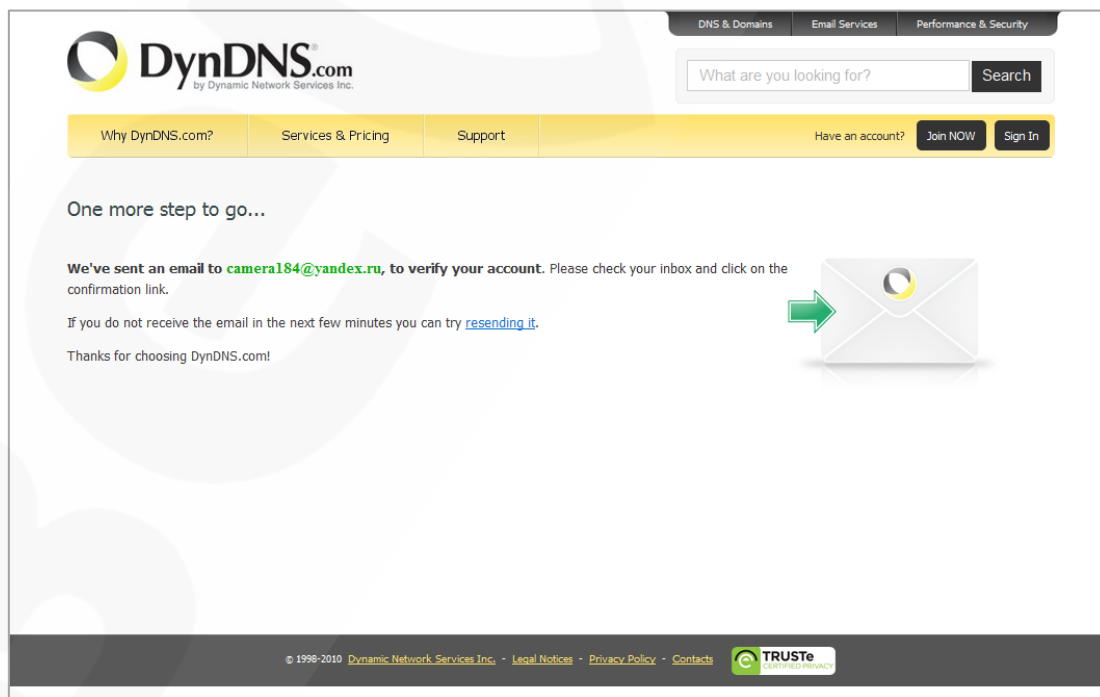 DNS & Domains Email Services Performance & Security
DynDNS.com
by Dynamic Network Services Inc.
What are you looking for? Search
Why DynDNS.com? Services & Pricing Support Have an account? Join NOW Sign In
One more step to go...
We've sent an email to camera184@yandex.ru, to verify your account. Please check your inbox and click on the
confirmation link.
If you do not receive the email in the next few minutes you can try resending it.
Thanks for choosing DynDNS.com!
© 1998-2010 Dynamic Network Services Inc. - Legal Notices - Privacy Policy - Contacts
TRUSTe
CERTIFIED PRIVACY